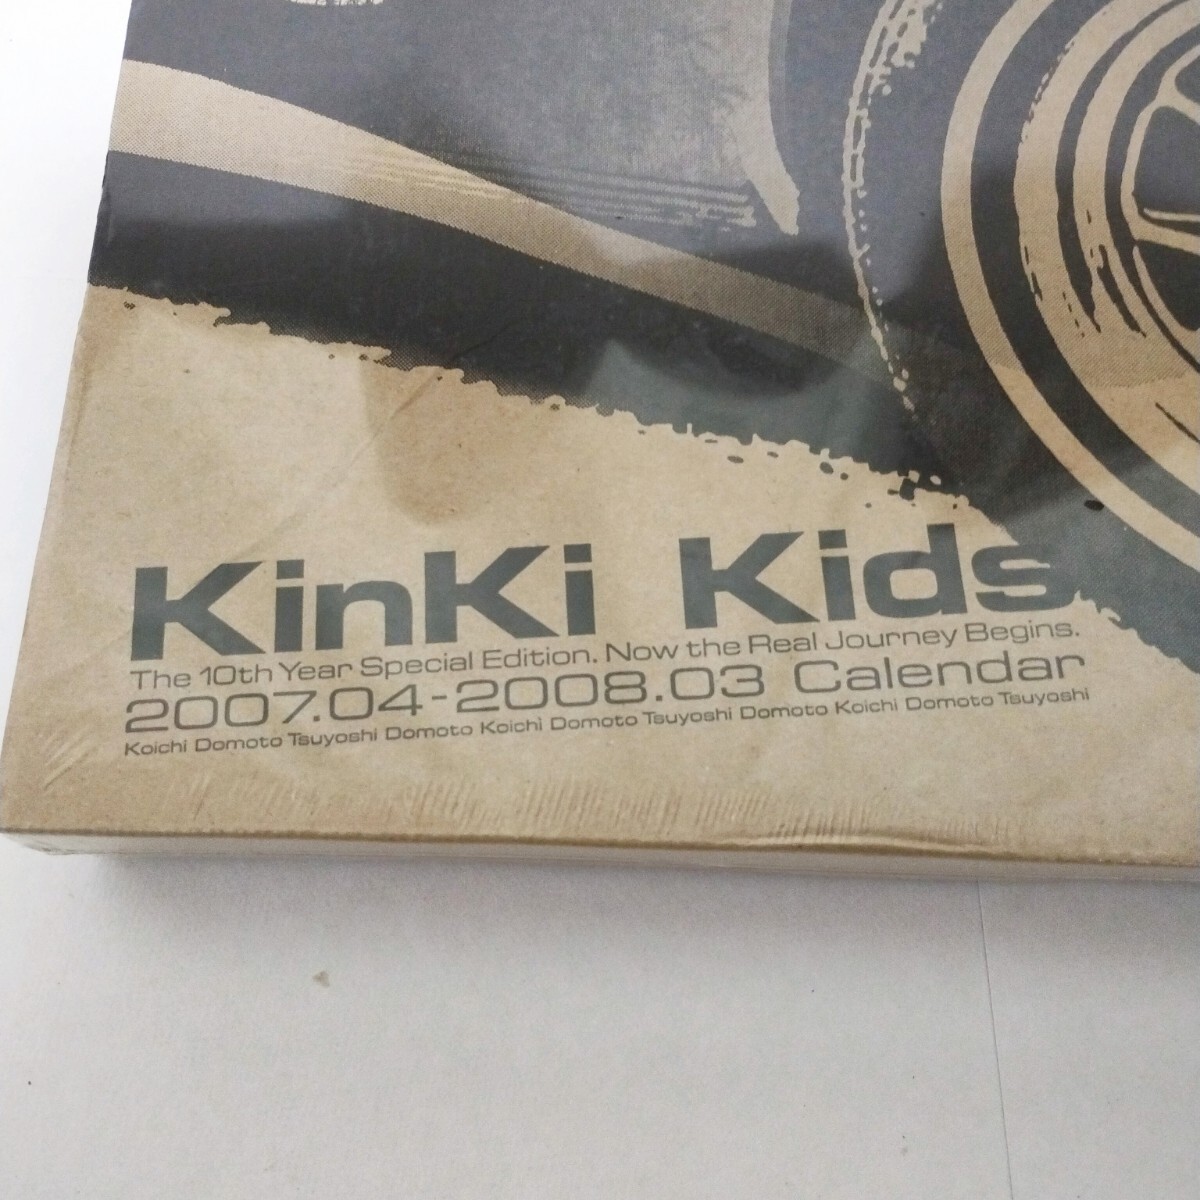 KinKi Kids
The 10th Year Special Edition. Now the Real Journey Begins.
2007.04-2008.03 Calendar
Koichi Domoto Tsuyoshi Domoto Koichi Domoto Tsuyoshi Domoto Koichi Domoto Tsuyoshi